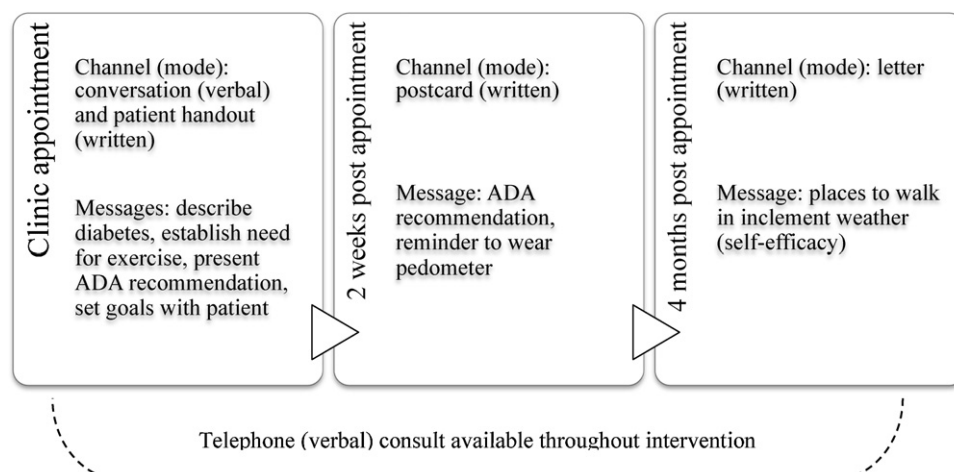 Clinic appointment
Channel (mode):
conversation (verbal)
and patient handout
(written)
Messages: describe
diabetes, establish need
for exercise, present
ADA recommendation,
set goals with patient
2 weeks post appointment
Channel (mode):
postcard (written)
Message: ADA
recommendation,
reminder to wear
pedometer
4 months post appointment
Channel (mode): letter
(written)
Message: places to walk
in inclement weather
(self-efficacy)
Telephone (verbal) consult available throughout intervention